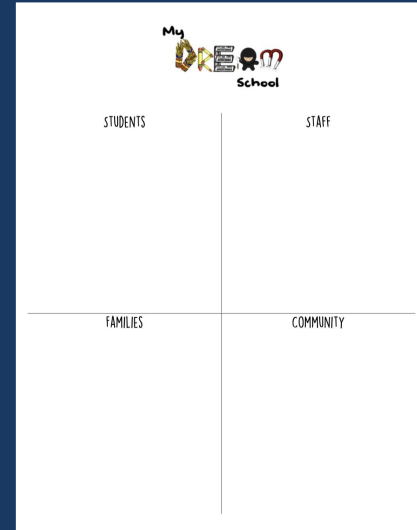 My
DREAM
School
STUDENTS
STAFF
FAMILIES
COMMUNITY